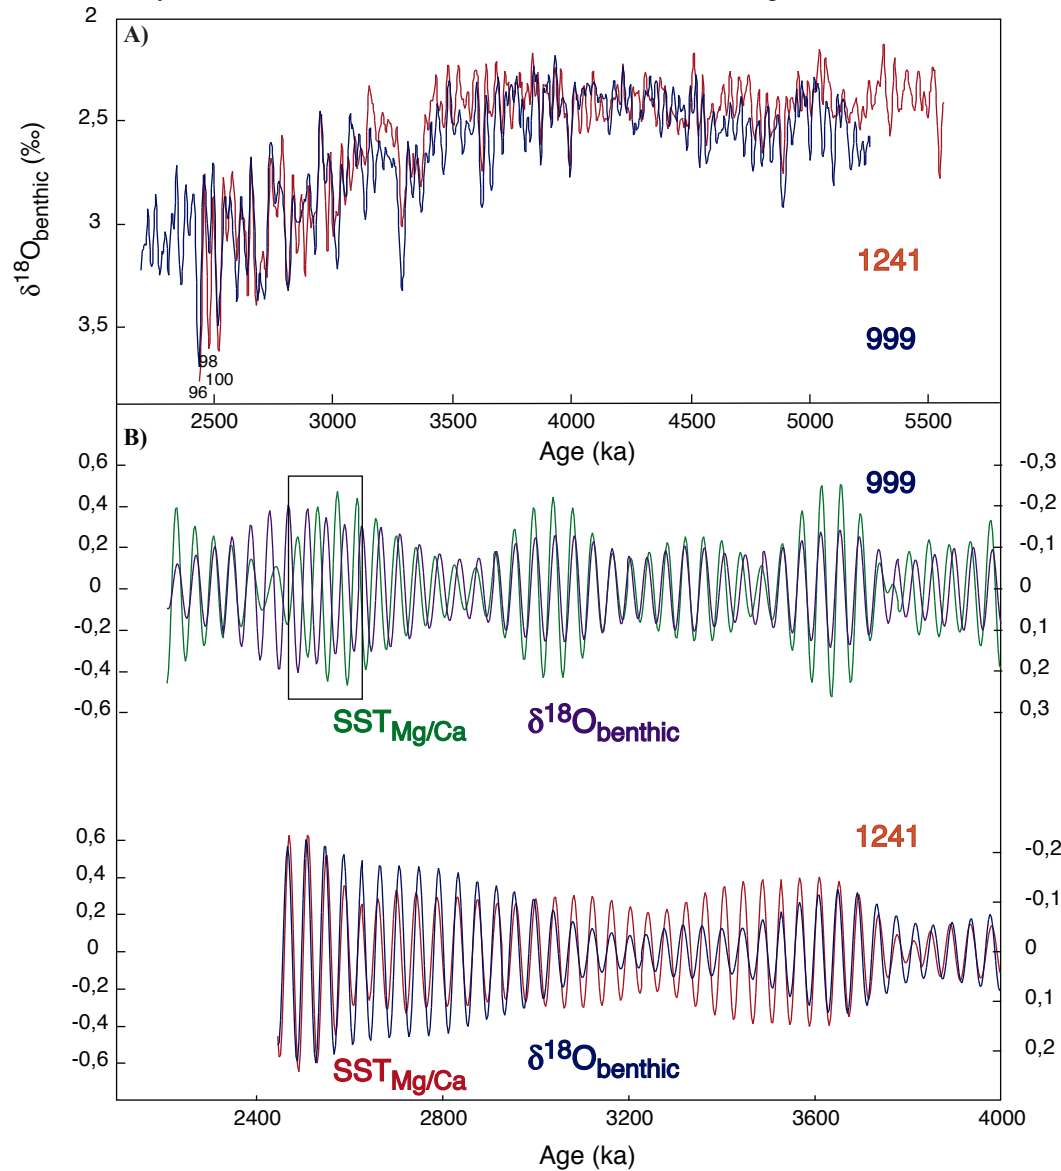 2
A)
2,5
3
3,5
δ18Obenthic (‰)
1241
999
98
100
96
2500 3000 3500 4000 4500 5000 5500
Age (ka)
B)
0,6 -0,3
999
0,4 -0,2
0,2 -0,1
0 0
-0,2 0,1
-0,4 0,2
-0,6 0,3
SSTMg/Ca δ18Obenthic
1241
0,6 -0,2
0,4
0,2 -0,1
0 0
-0,2
-0,4 0,1
-0,6 0,2
SSTMg/Ca δ18Obenthic
2400 2800 3200 3600 4000
Age (ka)